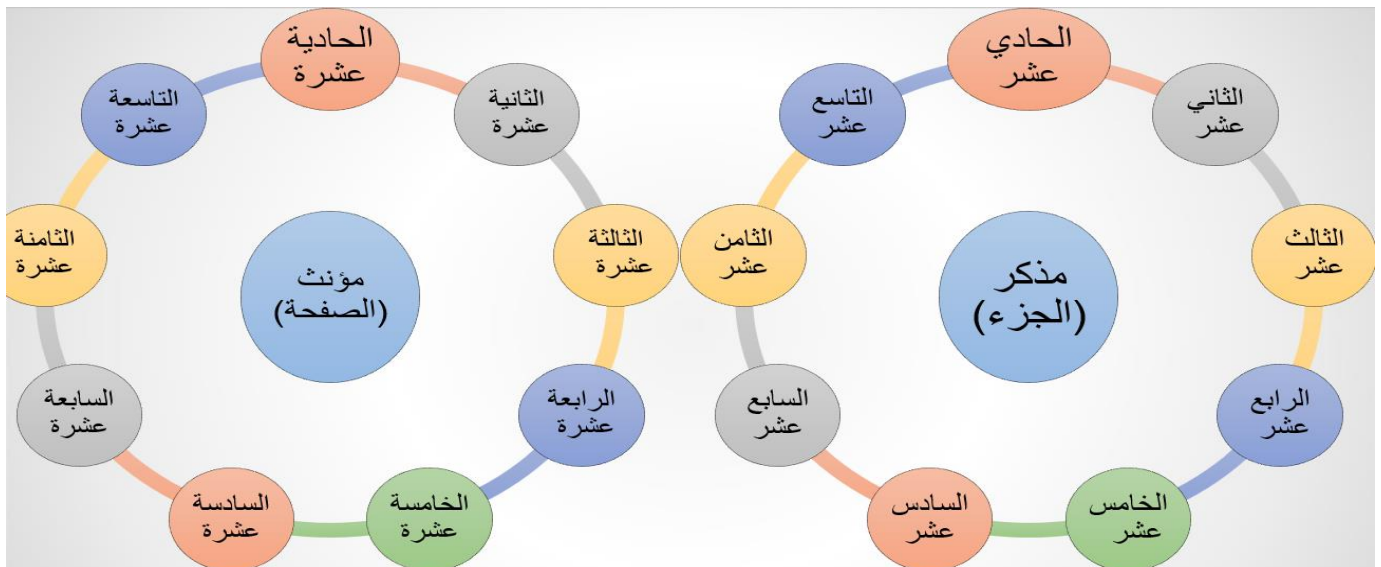 الحادي
عشر
الثاني
عشر
الثالث
عشر
الرابع
عشر
الخامس
عشر
السادس
عشر
السابع
عشر
الثامن
عشر
التاسع
عشر
مذكر
(الجزء)
الحادية
عشرة
الثانية
عشرة
الثالثة
عشرة
الرابعة
عشرة
الخامسة
عشرة
السادسة
عشرة
السابعة
عشرة
الثامنة
عشرة
التاسعة
عشرة
مؤنث
(الصفحة)